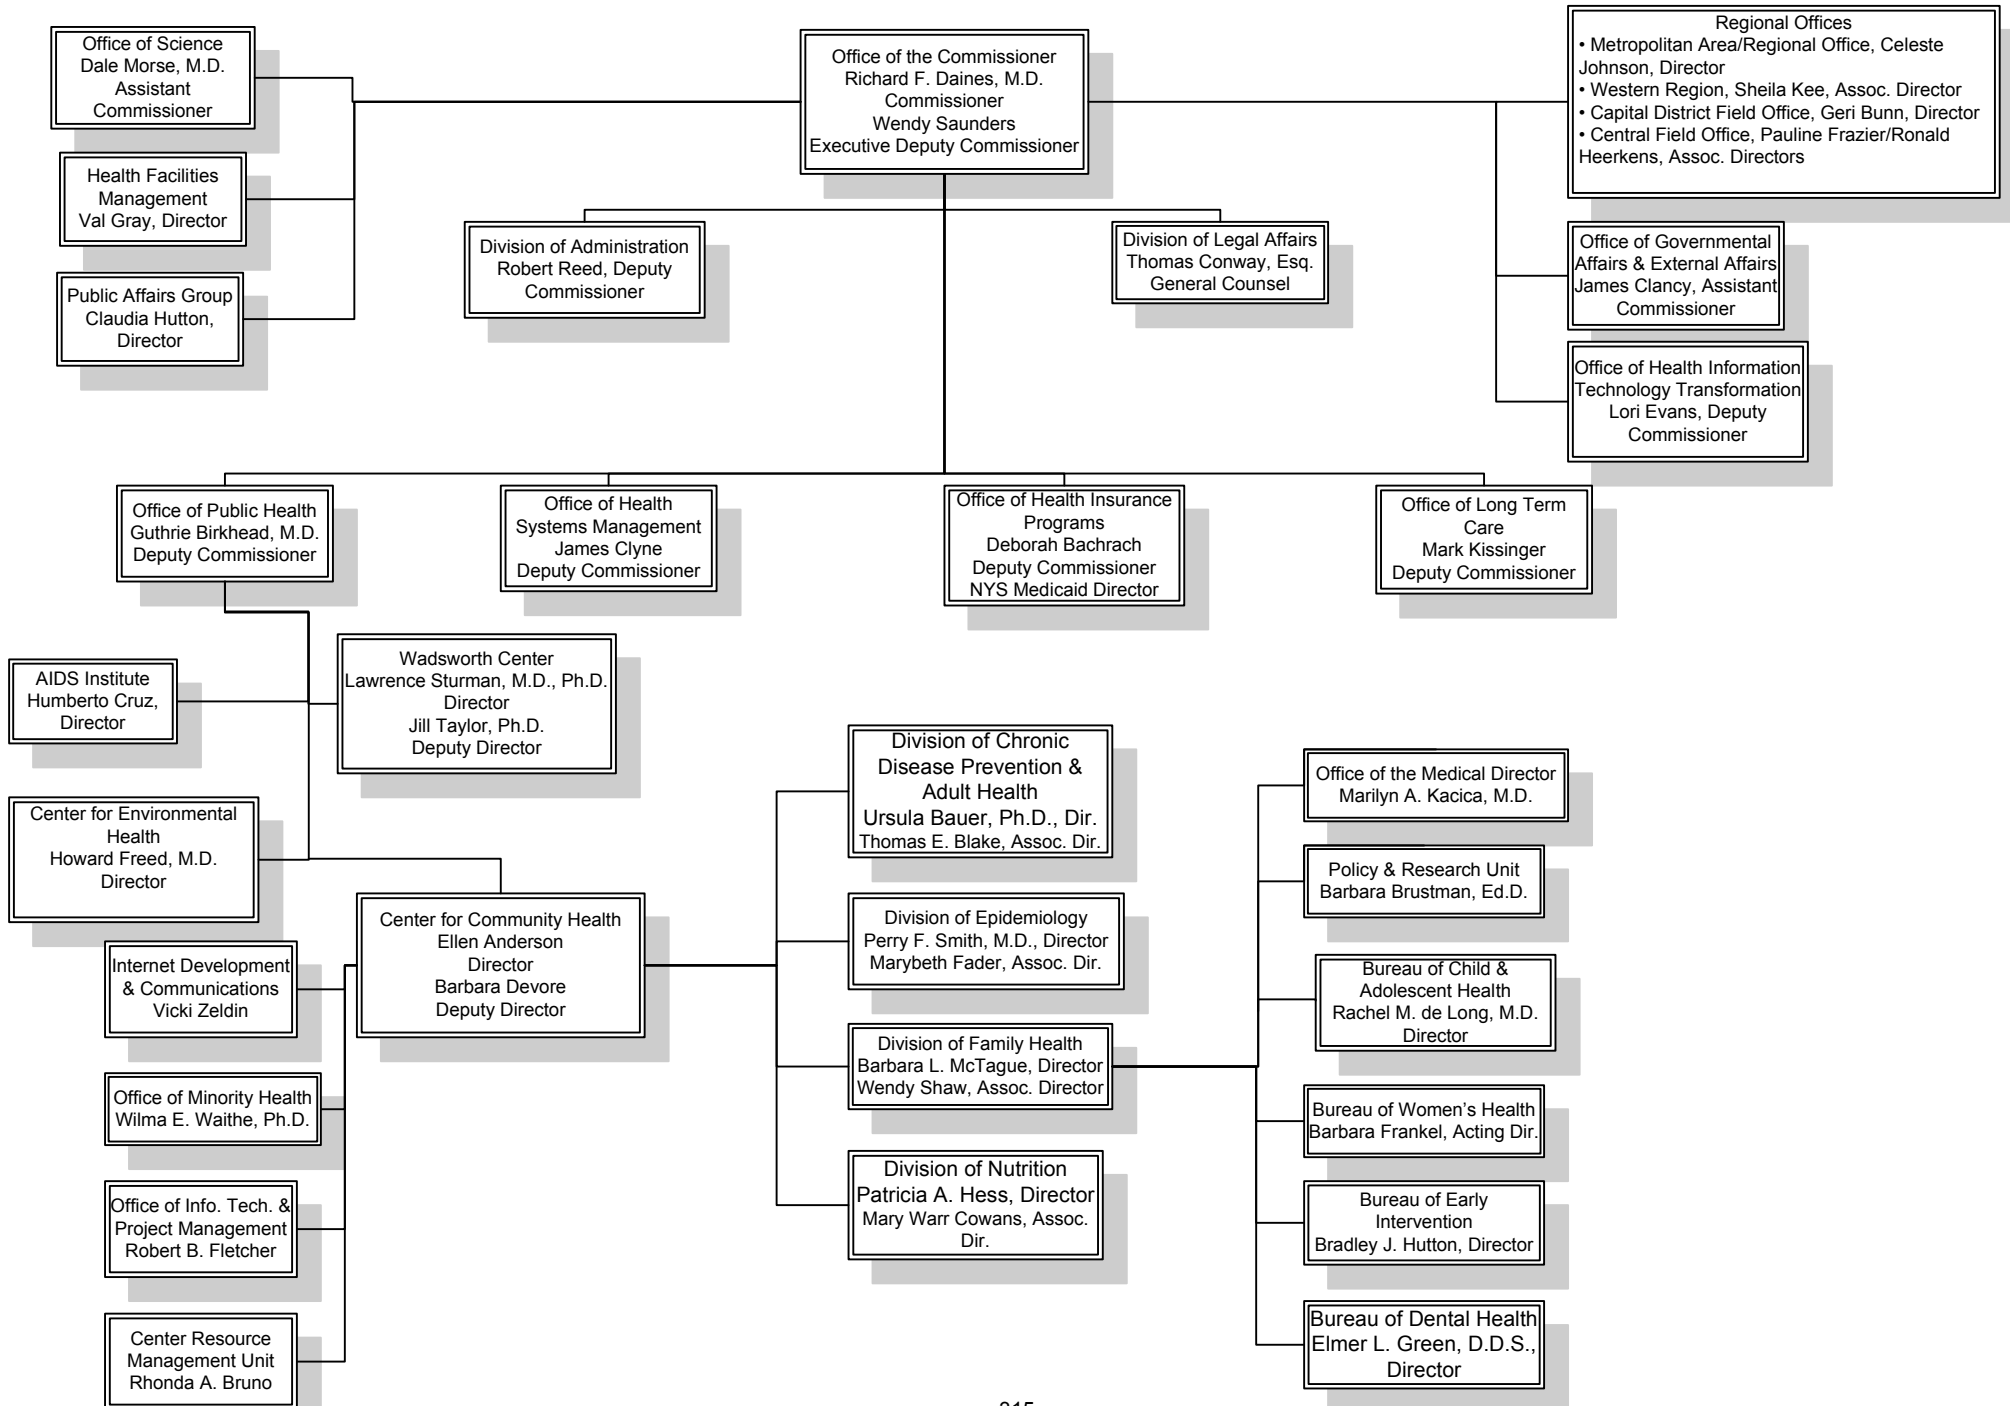 Office of Science
Dale Morse, M.D.
Assistant
Commissioner
Health Facilities
Management
Val Gray, Director
Public Affairs Group
Claudia Hutton,
Director
Office of the Commissioner
Richard F. Daines, M.D.
Commissioner
Wendy Saunders
Executive Deputy Commissioner
Regional Offices
• Metropolitan Area/Regional Office, Celeste
Johnson, Director
• Western Region, Sheila Kee, Assoc. Director
• Capital District Field Office, Geri Bunn, Director
• Central Field Office, Pauline Frazier/Ronald
Heerkens, Assoc. Directors
Division of Administration
Robert Reed, Deputy
Commissioner
Division of Legal Affairs
Thomas Conway, Esq.
General Counsel
Office of Governmental
Affairs & External Affairs
James Clancy, Assistant
Commissioner
Office of Health Information
Technology Transformation
Lori Evans, Deputy
Commissioner
Office of Public Health
Guthrie Birkhead, M.D.
Deputy Commissioner
Office of Health
Systems Management
James Clyne
Deputy Commissioner
Office of Health Insurance
Programs
Deborah Bachrach
Deputy Commissioner
NYS Medicaid Director
Office of Long Term
Care
Mark Kissinger
Deputy Commissioner
AIDS Institute
Humberto Cruz,
Director
Wadsworth Center
Lawrence Sturman, M.D., Ph.D.
Director
Jill Taylor, Ph.D.
Deputy Director
Center for Environmental
Health
Howard Freed, M.D.
Director
Center for Community Health
Ellen Anderson
Director
Barbara Devore
Deputy Director
Internet Development
& Communications
Vicki Zeldin
Office of Minority Health
Wilma E. Waithe, Ph.D.
Office of Info. Tech. &
Project Management
Robert B. Fletcher
Center Resource
Management Unit
Rhonda A. Bruno
Division of Chronic
Disease Prevention &
Adult Health
Ursula Bauer, Ph.D., Dir.
Thomas E. Blake, Assoc. Dir.
Division of Epidemiology
Perry F. Smith, M.D., Director
Marybeth Fader, Assoc. Dir.
Division of Family Health
Barbara L. McTague, Director
Wendy Shaw, Assoc. Director
Division of Nutrition
Patricia A. Hess, Director
Mary Warr Cowans, Assoc.
Dir.
Office of the Medical Director
Marilyn A. Kacica, M.D.
Policy & Research Unit
Barbara Brustman, Ed.D.
Bureau of Child &
Adolescent Health
Rachel M. de Long, M.D.
Director
Bureau of Women's Health
Barbara Frankel, Acting Dir.
Bureau of Early
Intervention
Bradley J. Hutton, Director
Bureau of Dental Health
Elmer L. Green, D.D.S.,
Director